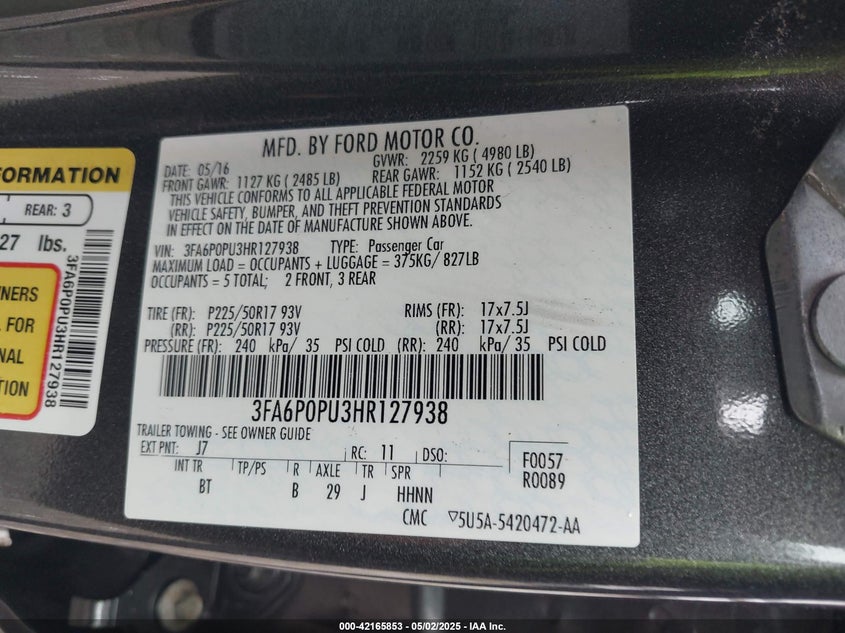 FORMATION
REAR: 3
27 lbs.
WNERS
FOR
NAL
TION
3FA6P0PU3HR127938
MFD. BY FORD MOTOR CO.
DATE: 05/16 GVWR: 2259 KG ( 4980 LB)
FRONT GAWR: 1127 KG ( 2485 LB) REAR GAWR: 1152 KG ( 2540 LB)
THIS VEHICLE CONFORMS TO ALL APPLICABLE FEDERAL MOTOR
VEHICLE SAFETY, BUMPER, AND THEFT PREVENTION STANDARDS
IN EFFECT ON THE DATE OF MANUFACTURE SHOWN ABOVE.
VIN: 3FA6P0PU3HR127938 TYPE: Passenger Car
MAXIMUM LOAD = OCCUPANTS + LUGGAGE = 375KG/ 827LB
OCCUPANTS = 5 TOTAL; 2 FRONT, 3 REAR
TIRE (FR): P225/50R17 93V RIMS (FR): 17x7.5J
(RR): P225/50R17 93V (RR): 17x7.5J
PRESSURE (FR): 240 kPa/ 35 PSI COLD (RR): 240 kPa/ 35 PSI COLD
3FA6P0PU3HR127938
TRAILER TOWING - SEE OWNER GUIDE
EXT PNT: J7 RC: 11 DSO:
F0057
R0089
INT TR TP/PS R AXLE TR SPR
BT B 29 J HHNN
CMC ▽5U5A-5420472-AA
000-42165853 - 05/02/2025 - IAA Inc.